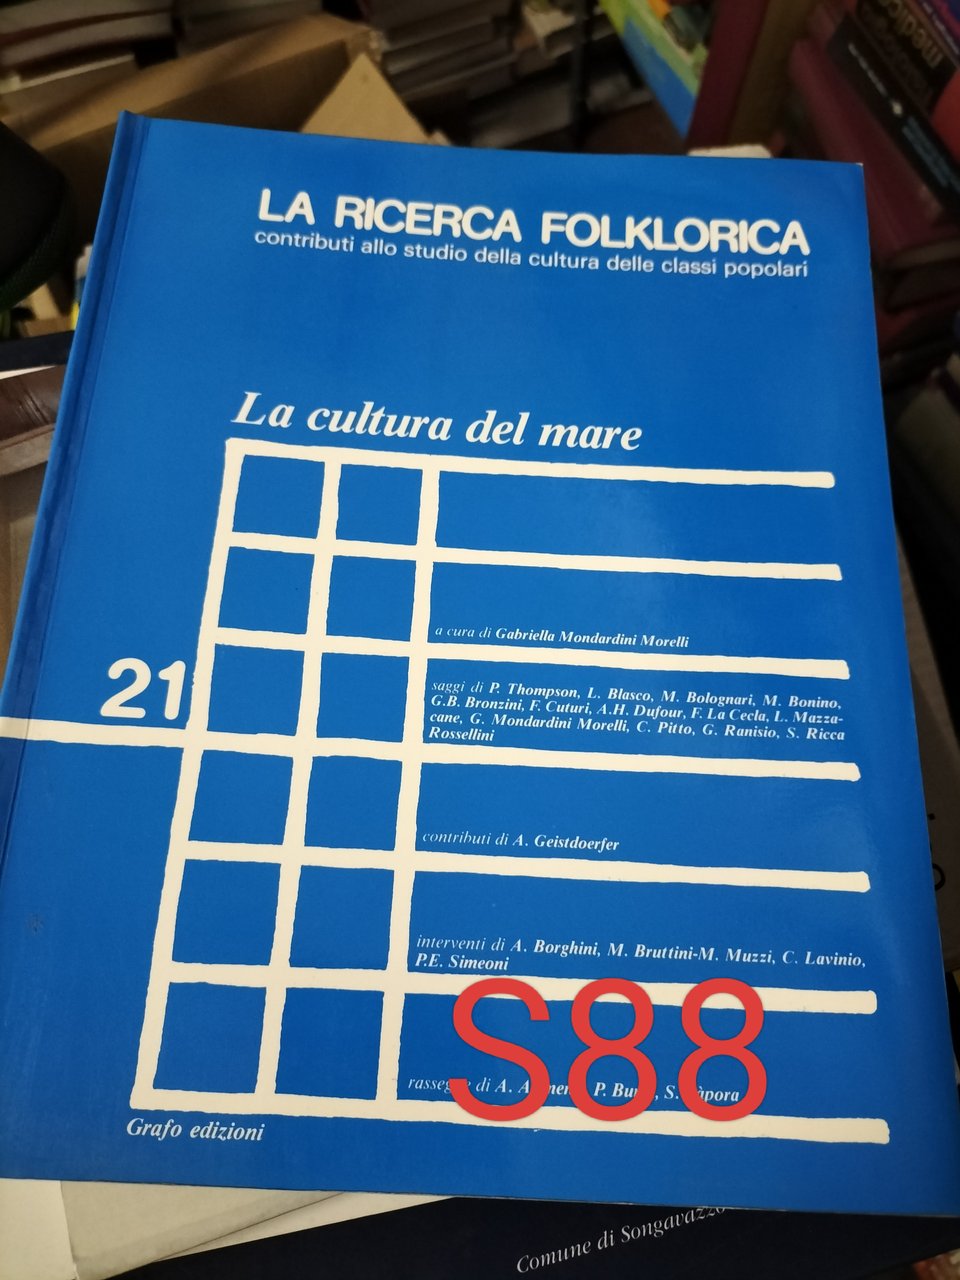 LA RICERCA FOLKLORICA
contributi allo studio della cultura delle classi popolari
La cultura del mare
a cura di Gabriella Mondardini Morelli
21
saggi di P. Thompson, L. Blasco, M. Bolognari, M. Bonino,
G.B. Bronzini, F. Cuturi, A.H. Dufour, F. La Cecla, L. Mazza-
cane, G. Mondardini Morelli, C. Pitto, G. Ranisio, S. Ricca
Rossellini
contributi di A. Geistdoerfer
interventi di A. Borghini, M. Bruttini-M. Muzzi, C. Lavinio,
P.E. Simeoni
S88
di A. P. S.
Grafo edizioni
Comune di Songavazzo